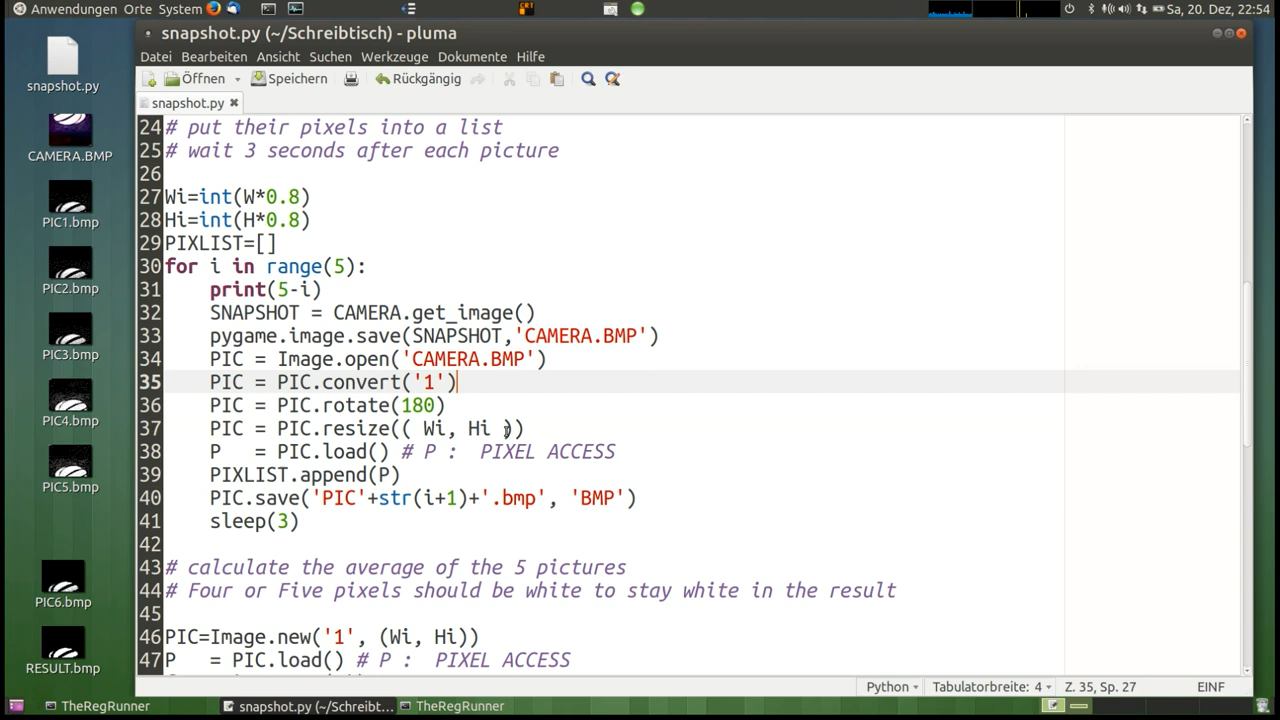 Anwendungen Orte System
CRT
Sa, 20. Dez, 22:54
snapshot.py (~/Schreibtisch) - pluma
Datei Bearbeiten Ansicht Suchen Werkzeuge Dokumente Hilfe
Öffnen Speichern Rückgängig
snapshot.py
snapshot.py
CAMERA.BMP
PIC1.bmp
PIC2.bmp
PIC3.bmp
PIC4.bmp
PIC5.bmp
PIC6.bmp
RESULT.bmp
24 # put their pixels into a list
25 # wait 3 seconds after each picture
26
27 Wi=int(W*0.8)
28 Hi=int(H*0.8)
29 PIXLIST=[]
30 for i in range(5):
31     print(5-i)
32     SNAPSHOT = CAMERA.get_image()
33     pygame.image.save(SNAPSHOT,'CAMERA.BMP')
34     PIC = Image.open('CAMERA.BMP')
35     PIC = PIC.convert('1')
36     PIC = PIC.rotate(180)
37     PIC = PIC.resize(( Wi, Hi ))
38     P   = PIC.load() # P :  PIXEL ACCESS
39     PIXLIST.append(P)
40     PIC.save('PIC'+str(i+1)+'.bmp', 'BMP')
41     sleep(3)
42
43 # calculate the average of the 5 pictures
44 # Four or Five pixels should be white to stay white in the result
45
46 PIC=Image.new('1', (Wi, Hi))
47 P   = PIC.load() # P :  PIXEL ACCESS
Python Tabulatorbreite: 4 Z. 35, Sp. 27 EINF
TheRegRunner snapshot.py (~/Schreibt... TheRegRunner